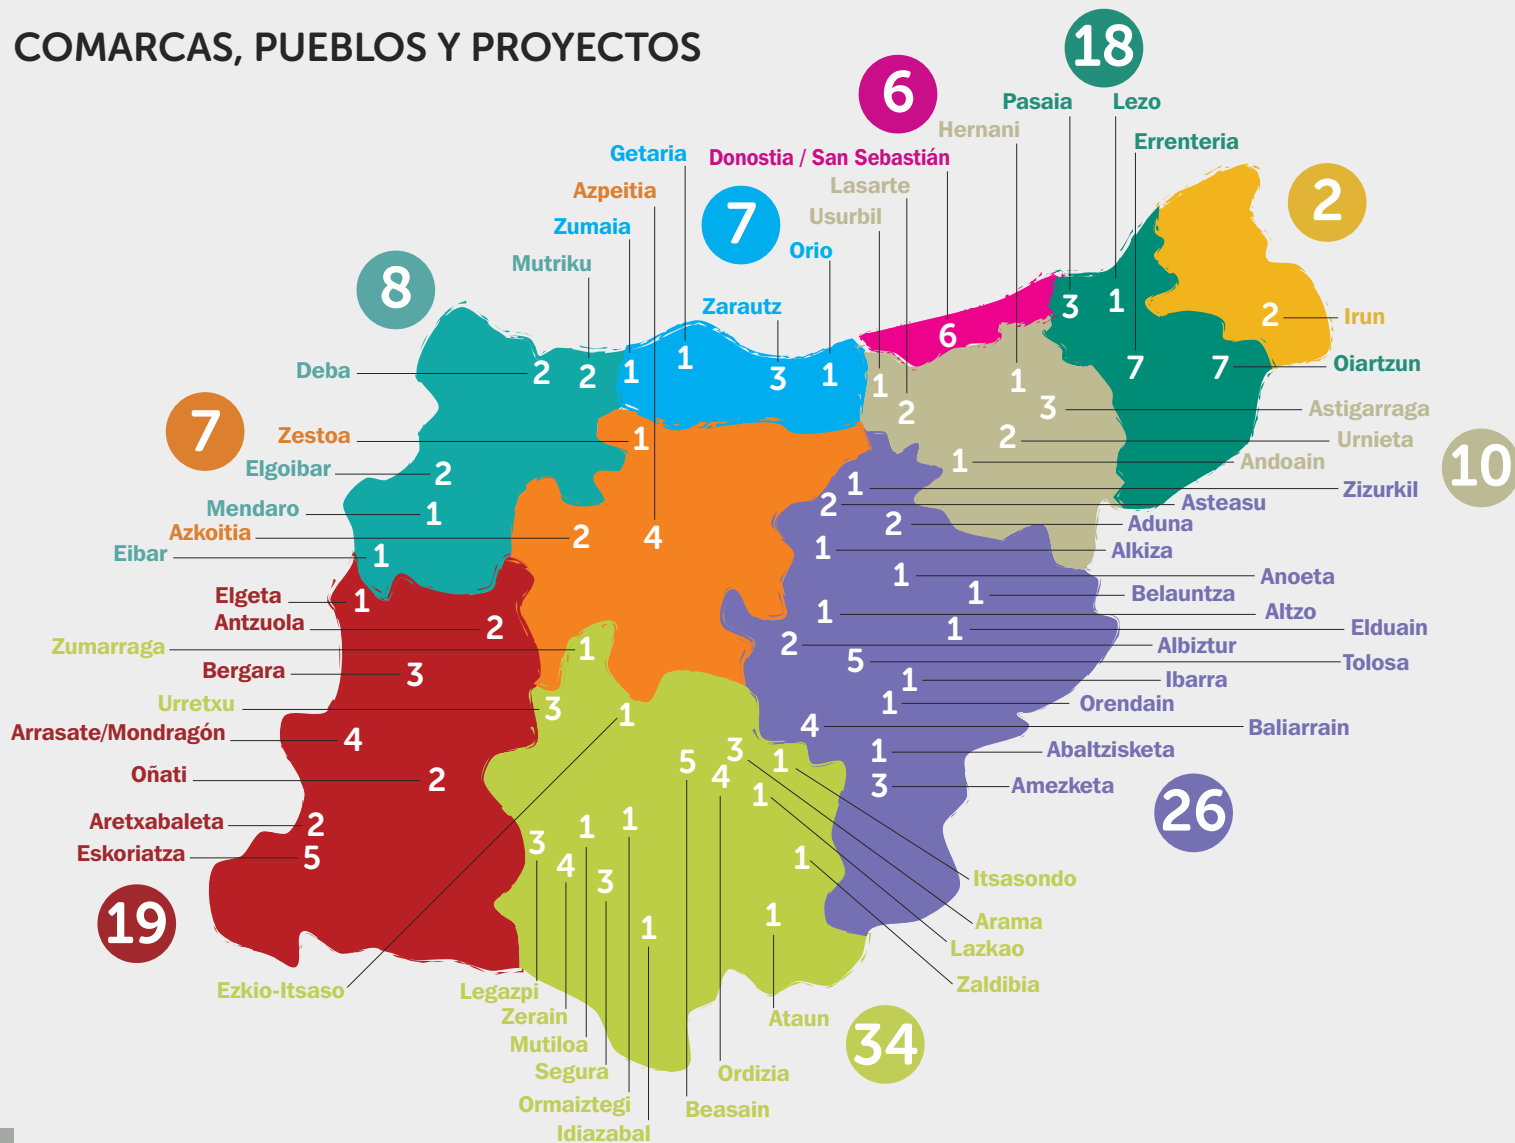 COMARCAS, PUEBLOS Y PROYECTOS
18
6
Pasaia
Lezo
Hernani
Errenteria
Getaria
Donostia / San Sebastián
Azpeitia
Lasarte
2
Zumaia
7
Usurbil
Orio
Mutriku
8
Zarautz
3
1
6
2
Irun
Deba
2
2
1
1
3
1
1
2
1
3
7
7
Oiartzun
7
Zestoa
1
Astigarraga
2
Urnieta
Elgoibar
2
1
Andoain
10
1
Zizurkil
Mendaro
1
2
Asteasu
Azkoitia
2
4
2
Aduna
Eibar
1
1
Alkiza
1
Anoeta
Elgeta
1
1
Belauntza
Antzuola
2
1
Altzo
1
Elduain
Zumarraga
1
2
Albiztur
Bergara
3
5
Tolosa
1
Ibarra
Urretxu
3
1
1
Orendain
Arrasate/Mondragón
4
4
Baliarrain
1
Abaltzisketa
Oñati
2
5
4
3
1
3
Amezketa
1
26
Aretxabaleta
2
3
1
1
Eskoriatza
5
4
3
1
Itsasondo
19
1
1
Arama
Lazkao
Ezkio-Itsaso
Legazpi
Zaldibia
Zerain
Ataun
34
Mutiloa
Segura
Ordizia
Ormaiztegi
Beasain
Idiazabal